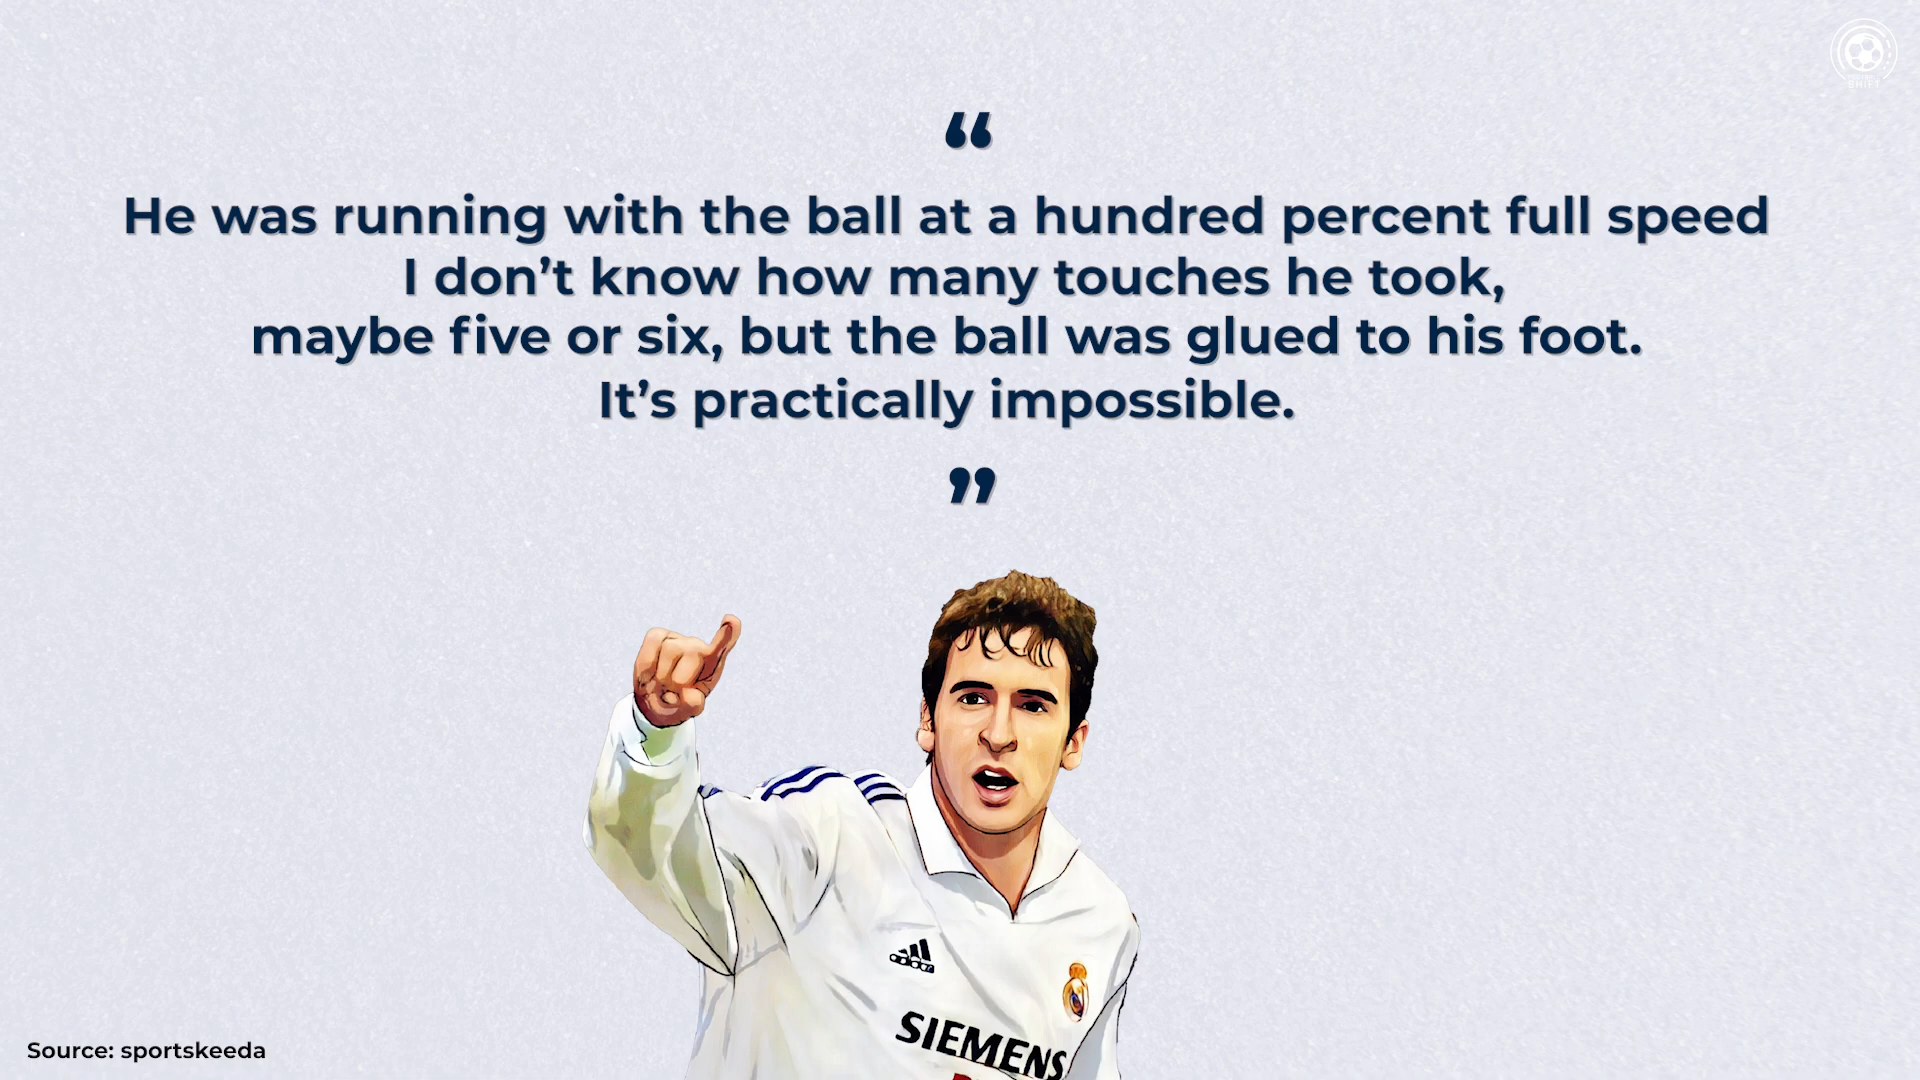 “
He was running with the ball at a hundred percent full speed
I don’t know how many touches he took,
maybe five or six, but the ball was glued to his foot.
It’s practically impossible.
”
SIEMENS
Source: sportskeeda
SHIFT